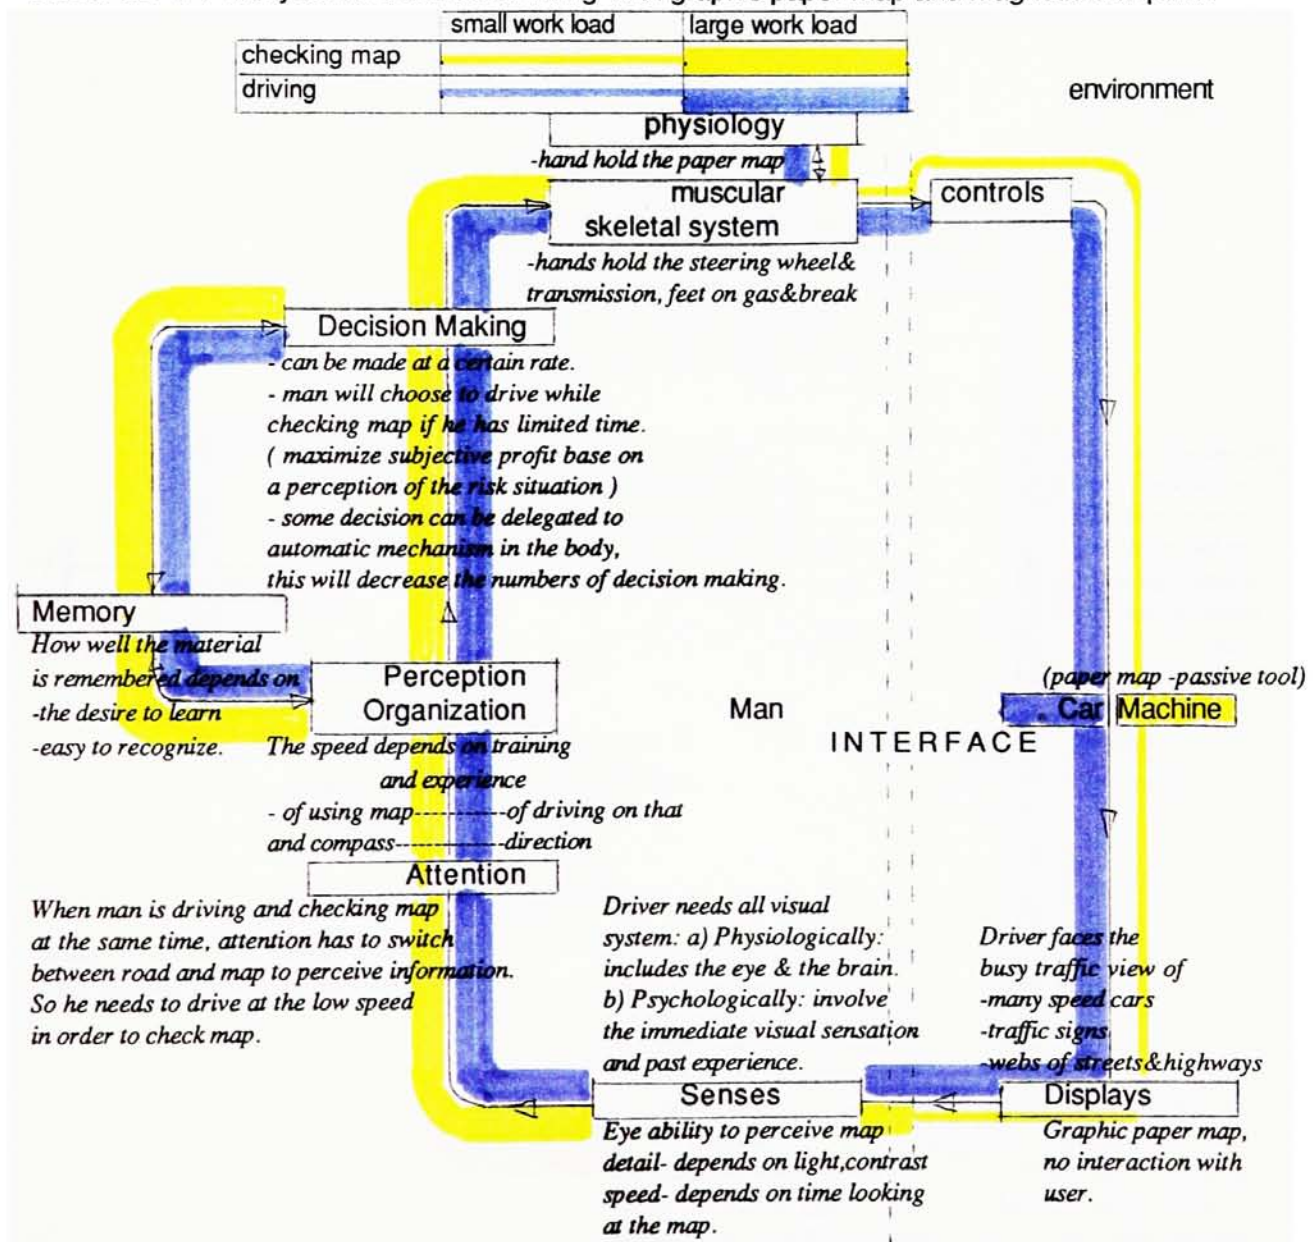 small work load
large work load
checking map
driving
environment
physiology
-hand hold the paper map
muscular
skeletal system
controls
-hands hold the steering wheel&
transmission, feet on gas&break
Decision Making
- can be made at a certain rate.
- man will choose to drive while
checking map if he has limited time.
( maximize subjective profit base on
a perception of the risk situation )
- some decision can be delegated to
automatic mechanism in the body,
this will decrease the numbers of decision making.
Memory
How well the material
is remembered depends on
-the desire to learn
-easy to recognize.
Perception
Organization
The speed depends on training
and experience
- of using map-----------of driving on that
and compass-------------direction
Man
INTERFACE
(paper map -passive tool)
Car Machine
Attention
When man is driving and checking map
at the same time, attention has to switch
between road and map to perceive information.
So he needs to drive at the low speed
in order to check map.
Driver needs all visual
system: a) Physiologically:
includes the eye & the brain.
b) Psychologically: involve
the immediate visual sensation
and past experience.
Driver faces the
busy traffic view of
-many speed cars
-traffic signs
-webs of streets&highways
Senses
Eye ability to perceive map
detail- depends on light,contrast
speed- depends on time looking
at the map.
Displays
Graphic paper map,
no interaction with
user.